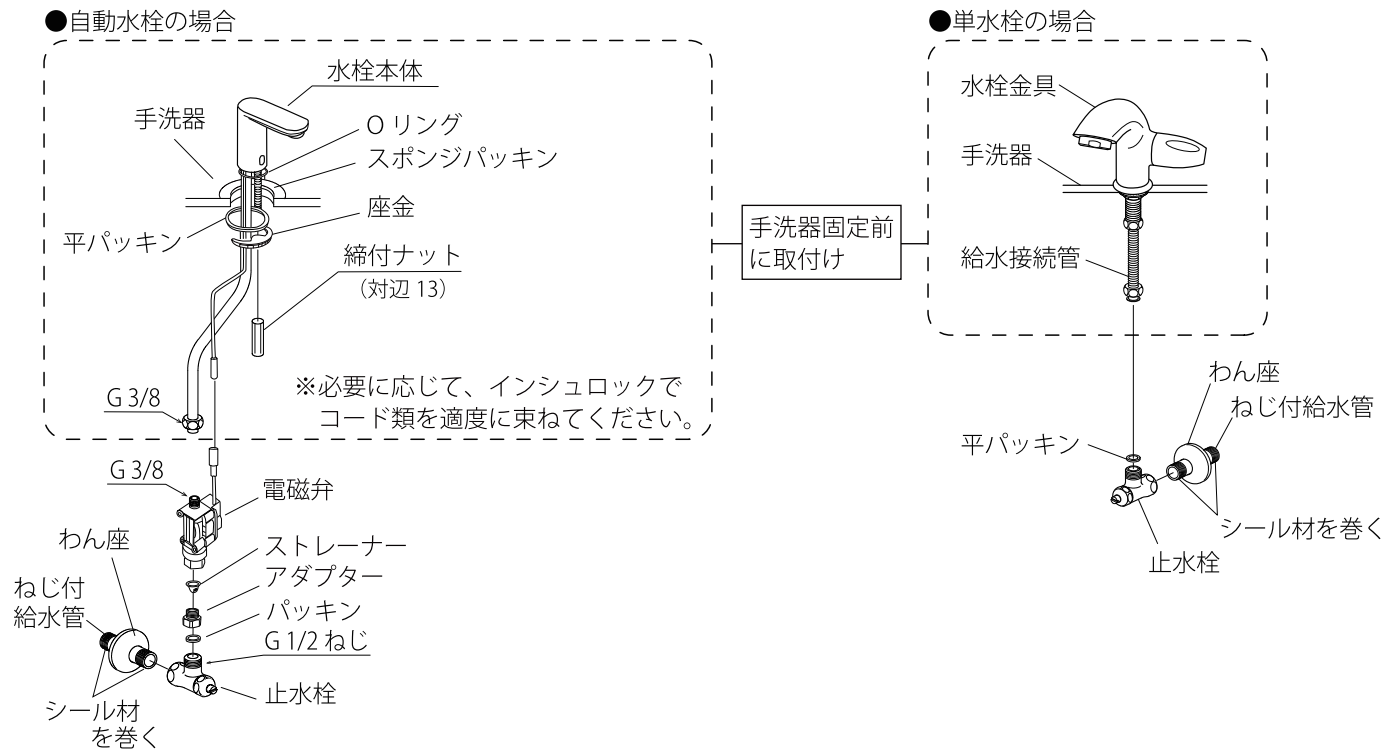 ●自動水栓の場合
水栓本体
手洗器
O リング
スポンジパッキン
座金
平パッキン
締付ナット
（対辺 13）
※必要に応じて、インシュロックで
コード類を適度に束ねてください。
G 3/8
G 3/8
電磁弁
わん座
ストレーナー
アダプター
ねじ付
給水管
パッキン
G 1/2 ねじ
止水栓
シール材
を巻く
手洗器固定前
に取付け
●単水栓の場合
水栓金具
手洗器
給水接続管
わん座
ねじ付給水管
平パッキン
シール材を巻く
止水栓